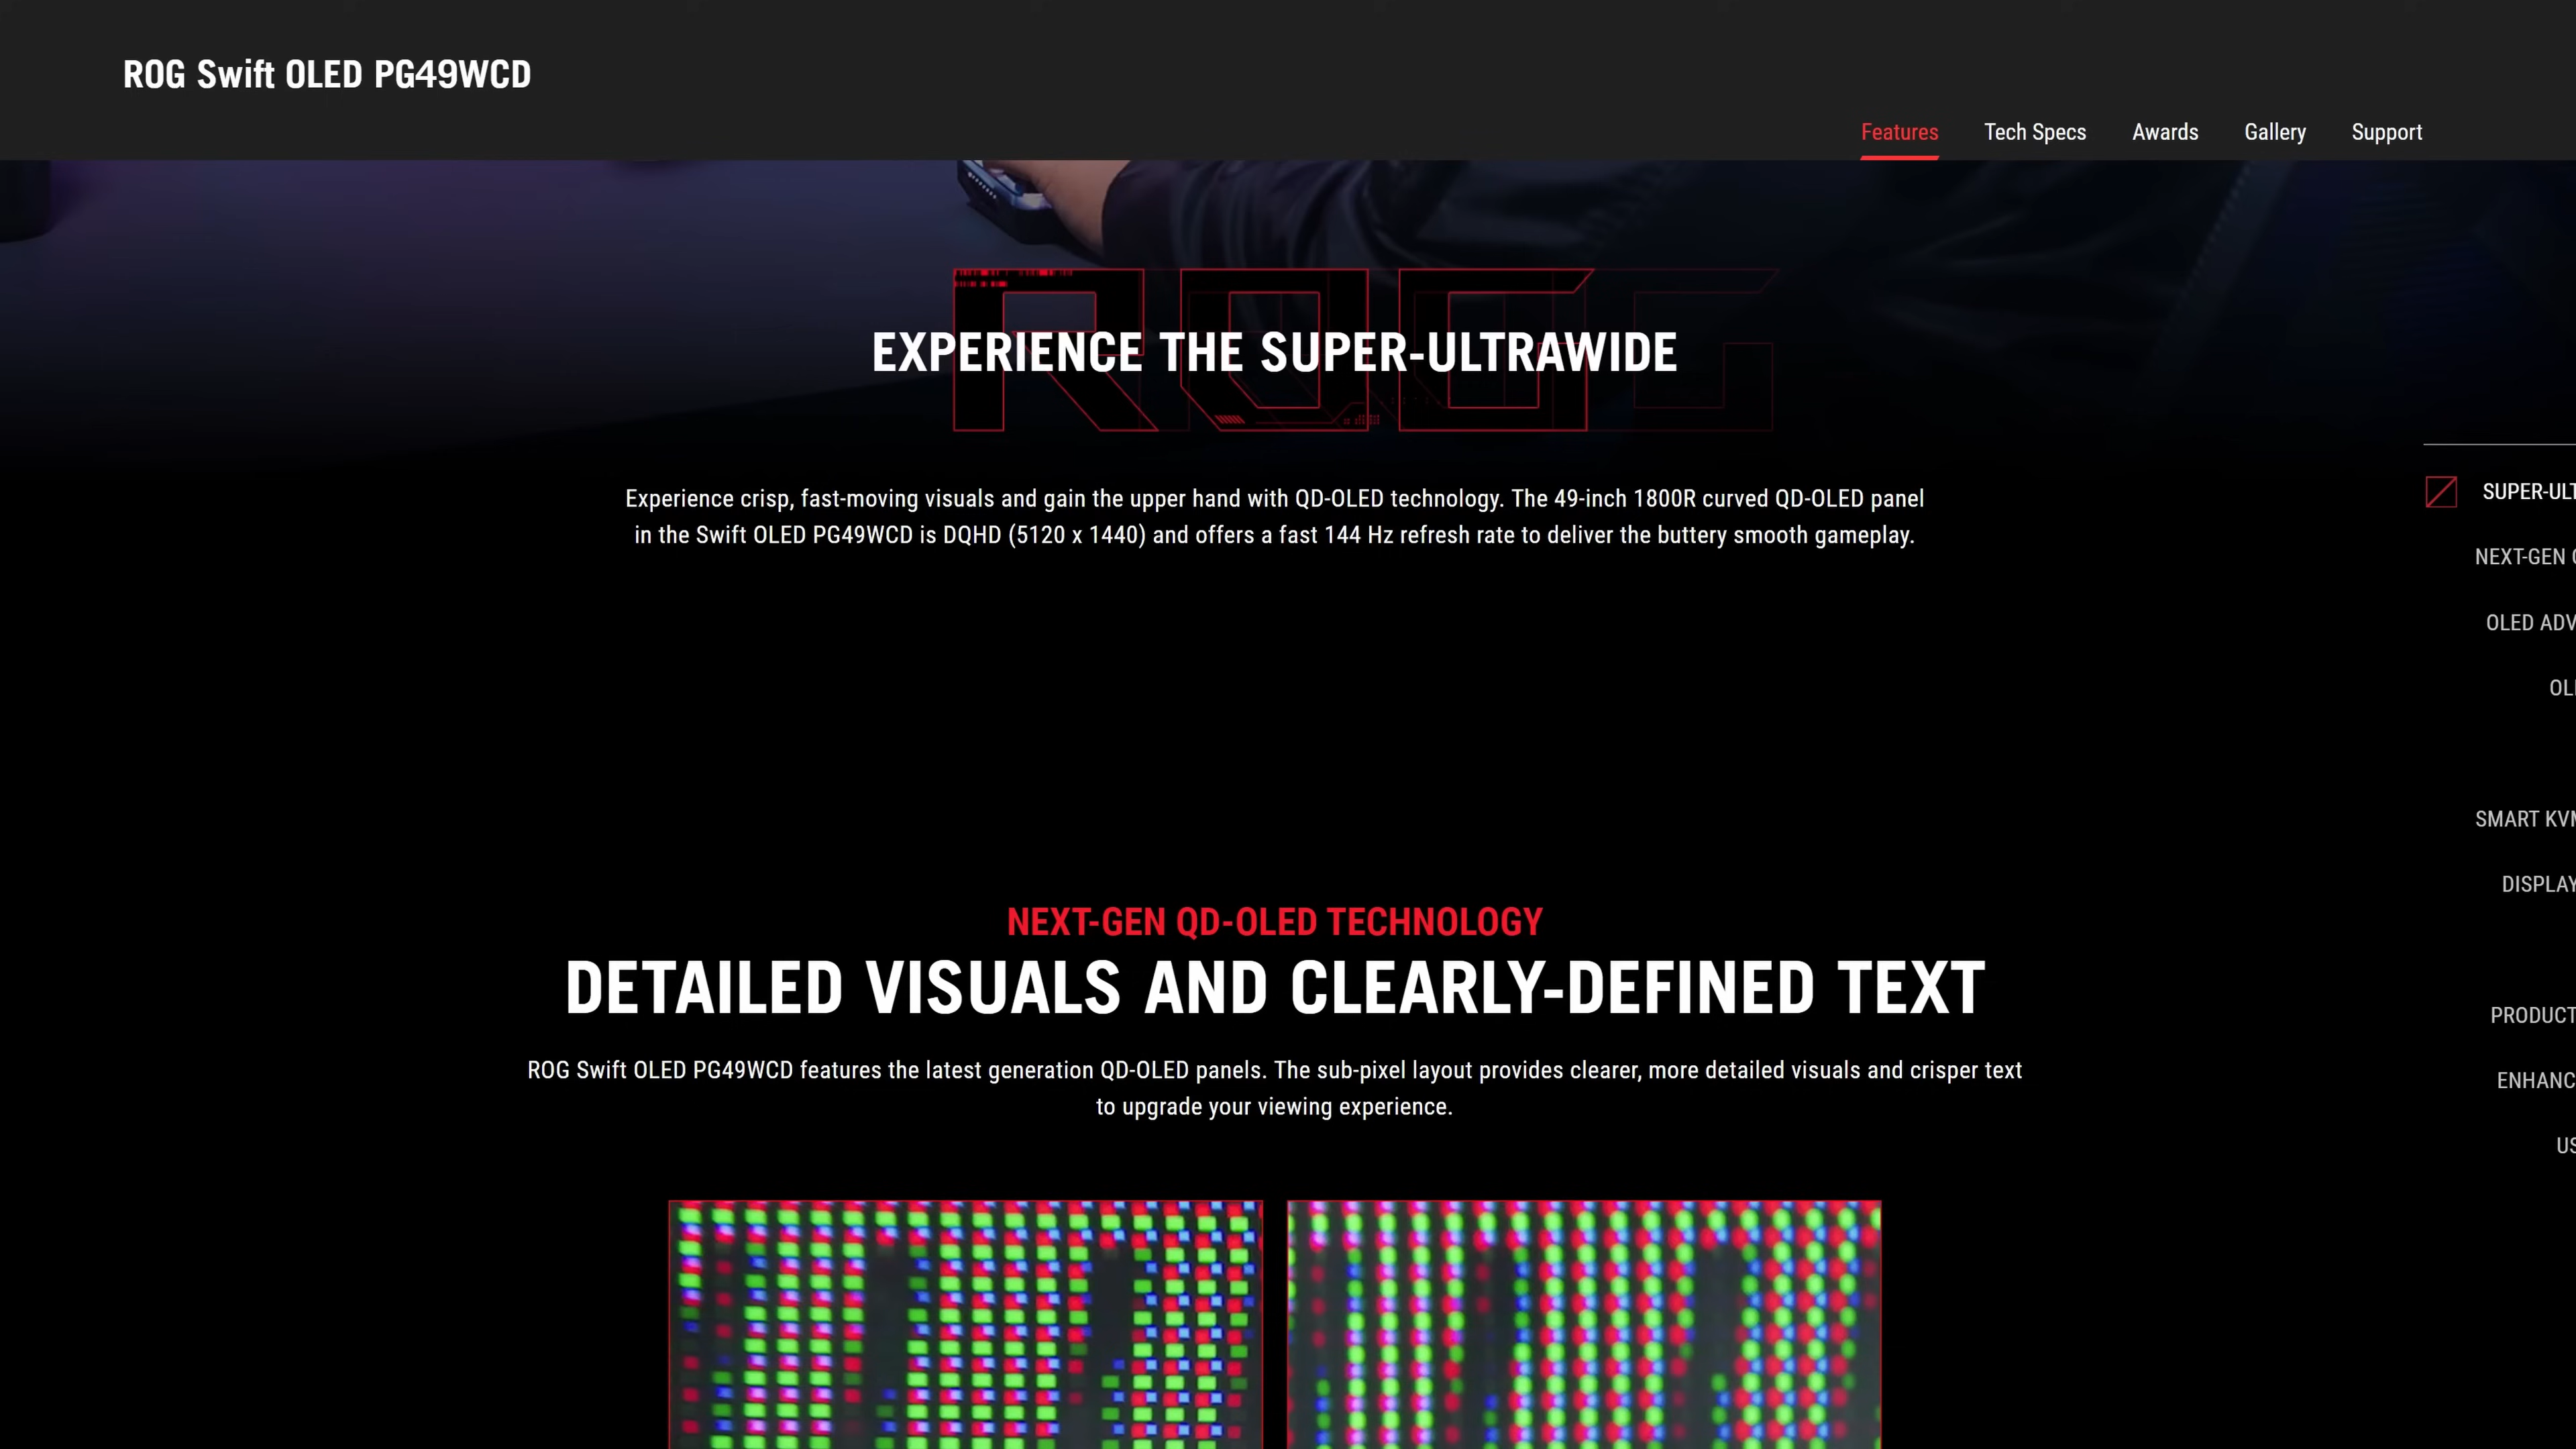 ROG Swift OLED PG49WCD
Features Tech Specs Awards Gallery Support
ROG
EXPERIENCE THE SUPER-ULTRAWIDE
Experience crisp, fast-moving visuals and gain the upper hand with QD-OLED technology. The 49-inch 1800R curved QD-OLED panel
in the Swift OLED PG49WCD is DQHD (5120 x 1440) and offers a fast 144 Hz refresh rate to deliver the buttery smooth gameplay.
SUPER-ULT
NEXT-GEN
OLED ADV
OL
SMART KVM
DISPLAY
PRODUCT
ENHANC
US
NEXT-GEN QD-OLED TECHNOLOGY
DETAILED VISUALS AND CLEARLY-DEFINED TEXT
ROG Swift OLED PG49WCD features the latest generation QD-OLED panels. The sub-pixel layout provides clearer, more detailed visuals and crisper text
to upgrade your viewing experience.